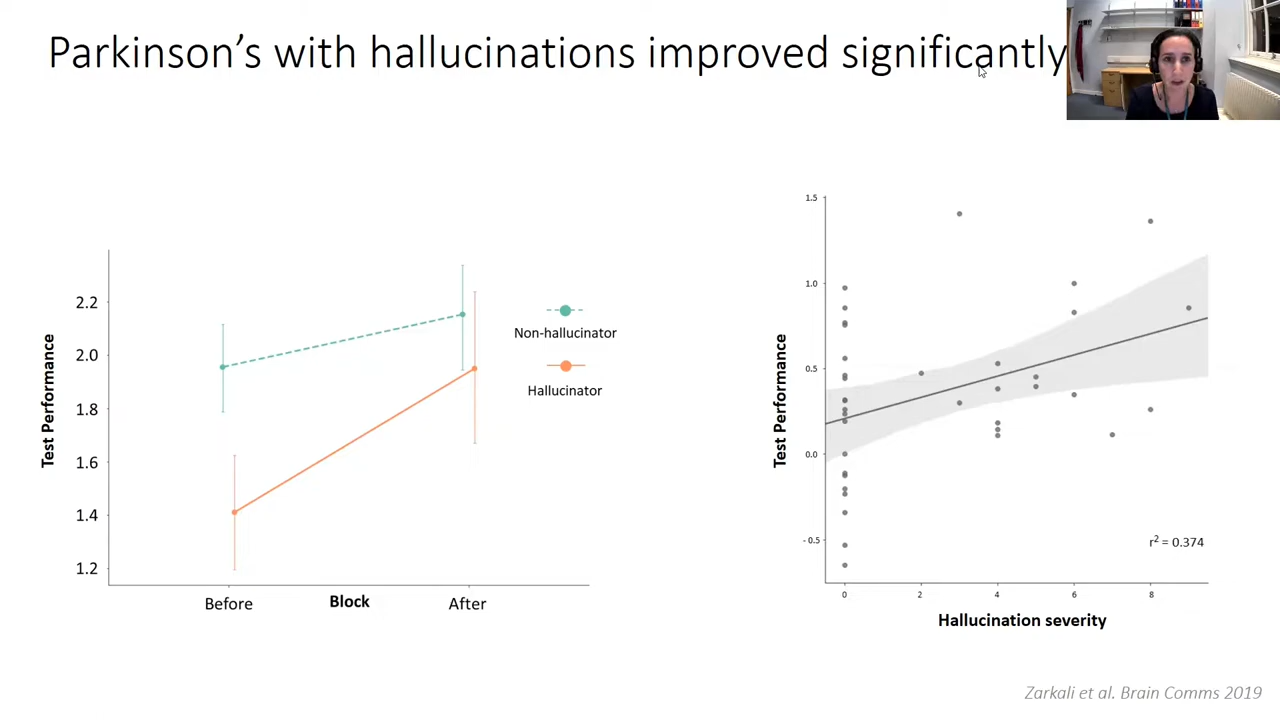 Parkinson's with hallucinations improved significantly
Test Performance
2.2
2.0
1.8
1.6
1.4
1.2
Before
Block
After
Non-hallucinator
Hallucinator
Test Performance
1.5
1.0
0.5
0.0
- 0.5
0
2
4
6
8
r² = 0.374
Hallucination severity
Zarkali et al. Brain Comms 2019